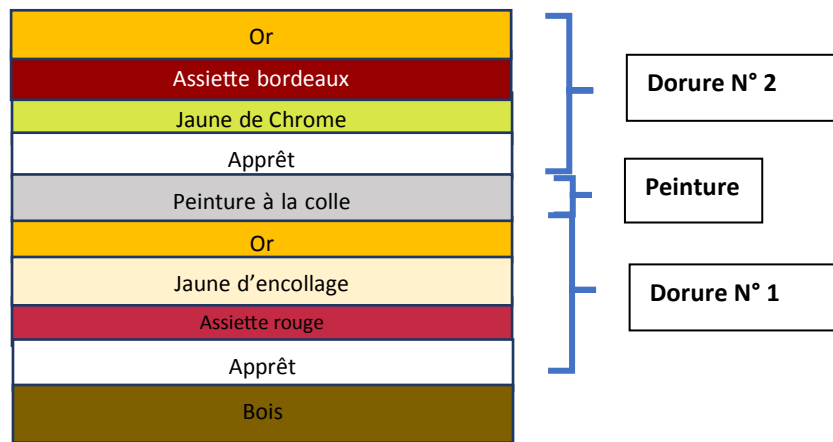 Or
Assiette bordeaux
Jaune de Chrome
Apprêt
Peinture à la colle
Or
Jaune d'encollage
Assiette rouge
Apprêt
Bois
Dorure N° 2
Peinture
Dorure N° 1